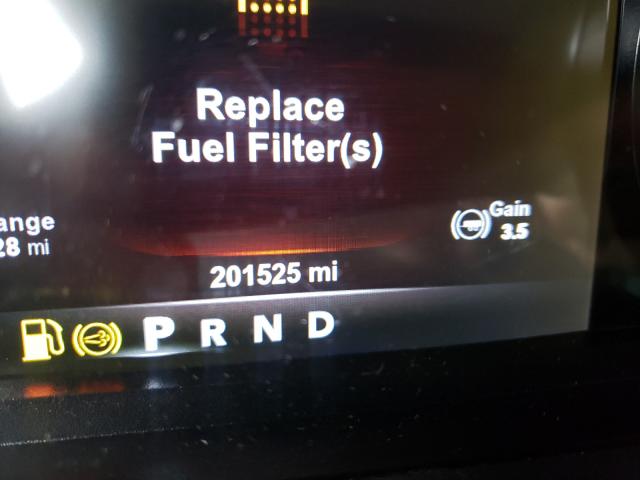 Replace
Fuel Filter(s)
ange
28 mi
Gain
3.5
201525 mi
P R N D